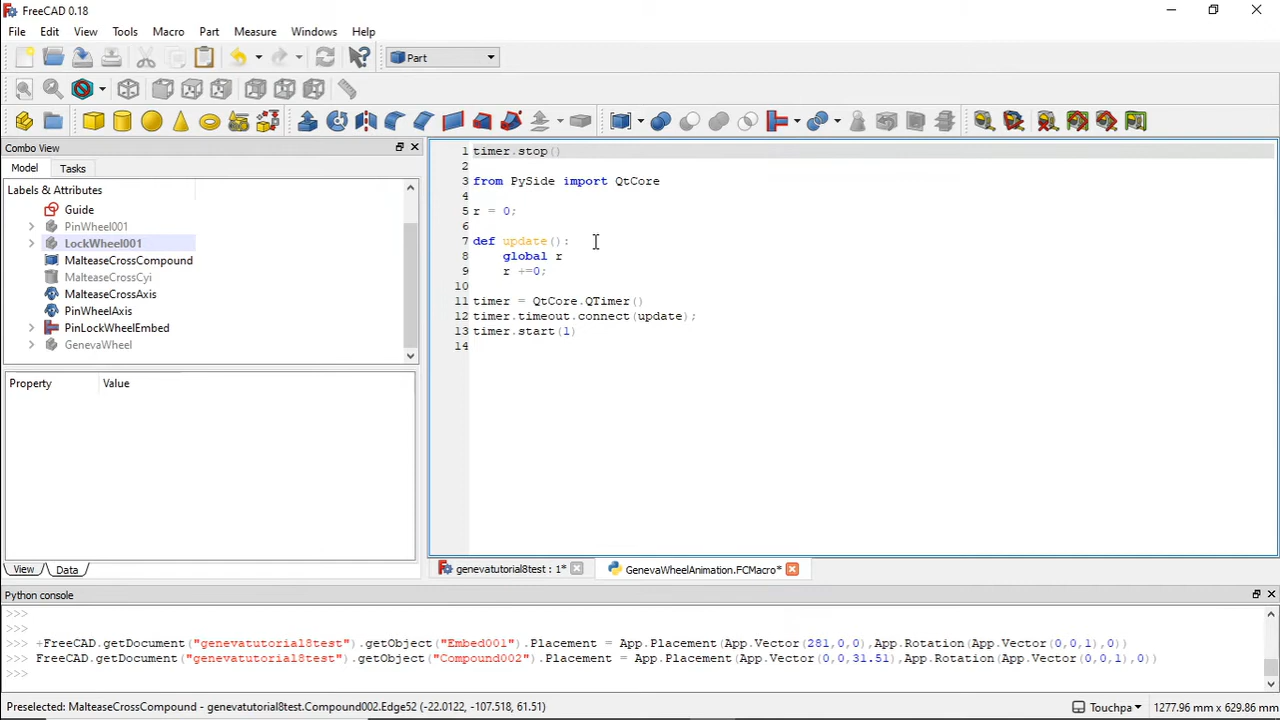 FreeCAD 0.18
File Edit View Tools Macro Part Measure Windows Help
Part
Combo View
Model Tasks
Labels & Attributes
Guide
PinWheel001
LockWheel001
MalteaseCrossCompound
MalteaseCrossCyi
MalteaseCrossAxis
PinWheelAxis
PinLockWheelEmbed
GenevaWheel
Property Value
View Data
1 timer.stop()
2
3 from PySide import QtCore
4
5 r = 0;
6
7 def update():
8 global r
9 r +=0;
10
11 timer = QtCore.QTimer()
12 timer.timeout.connect(update);
13 timer.start(1)
14
genevatutorial8test : 1* GenevaWheelAnimation.FCMacro*
Python console
>>>
>>>
>>> +FreeCAD.getDocument("genevatutorial8test").getObject("Embed001").Placement = App.Placement(App.Vector(281,0,0),App.Rotation(App.Vector(0,0,1),0))
>>> FreeCAD.getDocument("genevatutorial8test").getObject("Compound002").Placement = App.Placement(App.Vector(0,0,31.51),App.Rotation(App.Vector(0,0,1),0))
>>>
Preselected: MalteaseCrossCompound - genevatutorial8test.Compound002.Edge52 (-22.0122, -107.518, 61.51) Touchpa 1277.96 mm x 629.86 mm